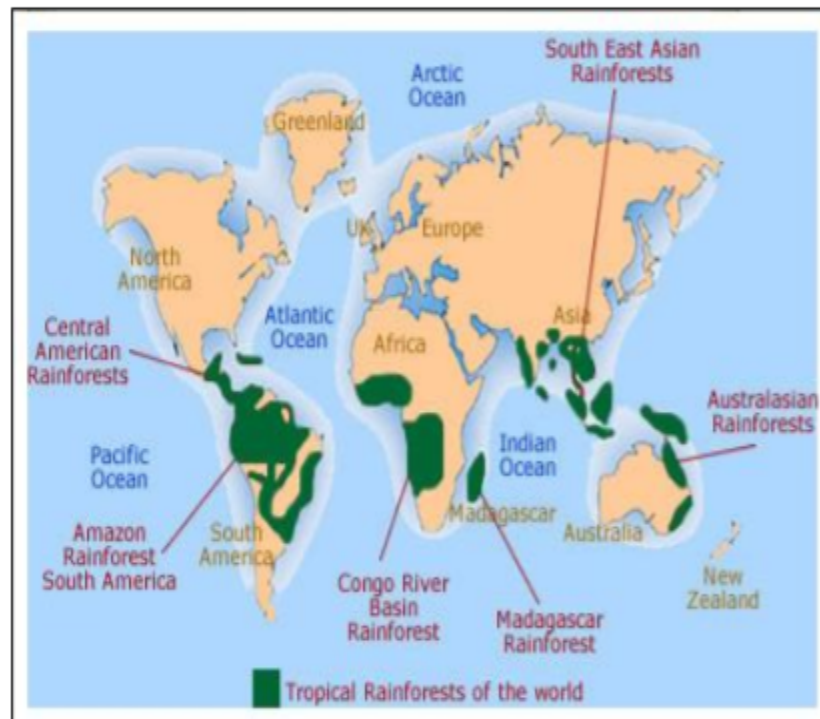 South East Asian
Rainforests
Arctic
Ocean
Greenland
UK
Europe
North
America
Asia
Atlantic
Ocean
Africa
Central
American
Rainforests
Australasian
Rainforests
Indian
Ocean
Pacific
Ocean
Madagascar
Australia
South
America
Amazon
Rainforest
South America
Congo River
Basin
Rainforest
Madagascar
Rainforest
New
Zealand
Tropical Rainforests of the world